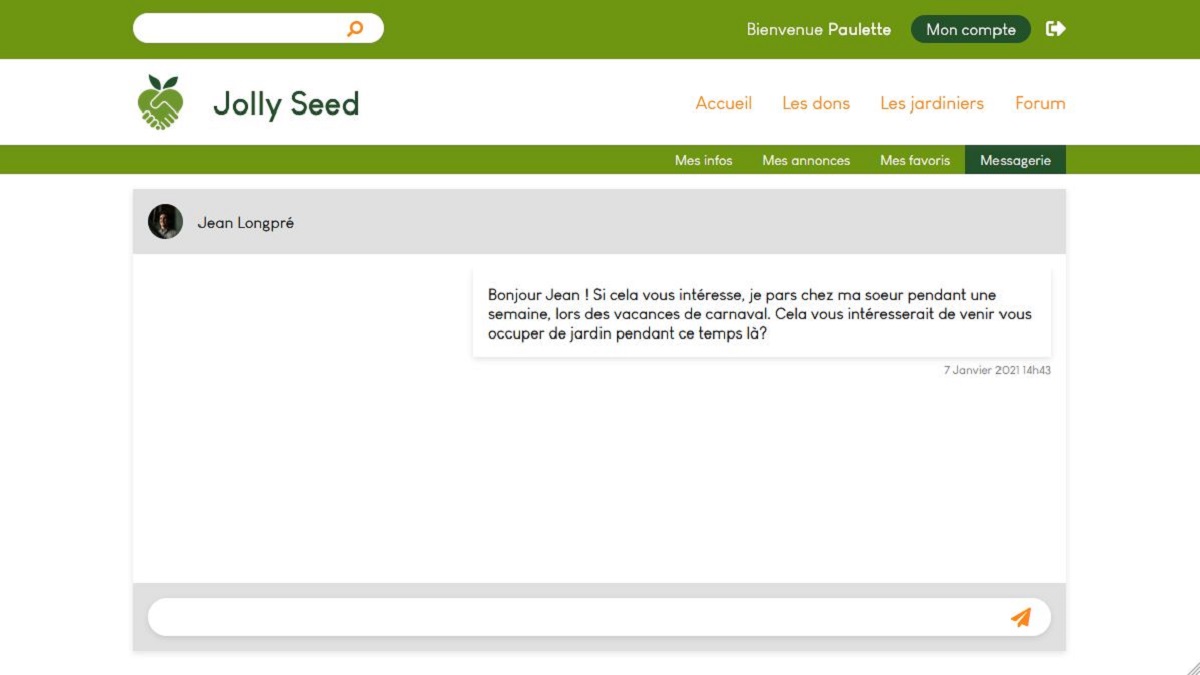 Bienvenue Paulette
Mon compte
Jolly Seed
Accueil
Les dons
Les jardiniers
Forum
Mes infos
Mes annonces
Mes favoris
Messagerie
Jean Longpré
Bonjour Jean ! Si cela vous intéresse, je pars chez ma soeur pendant une
semaine, lors des vacances de carnaval. Cela vous intéresserait de venir vous
occuper de jardin pendant ce temps là?
7 Janvier 2021 14h43